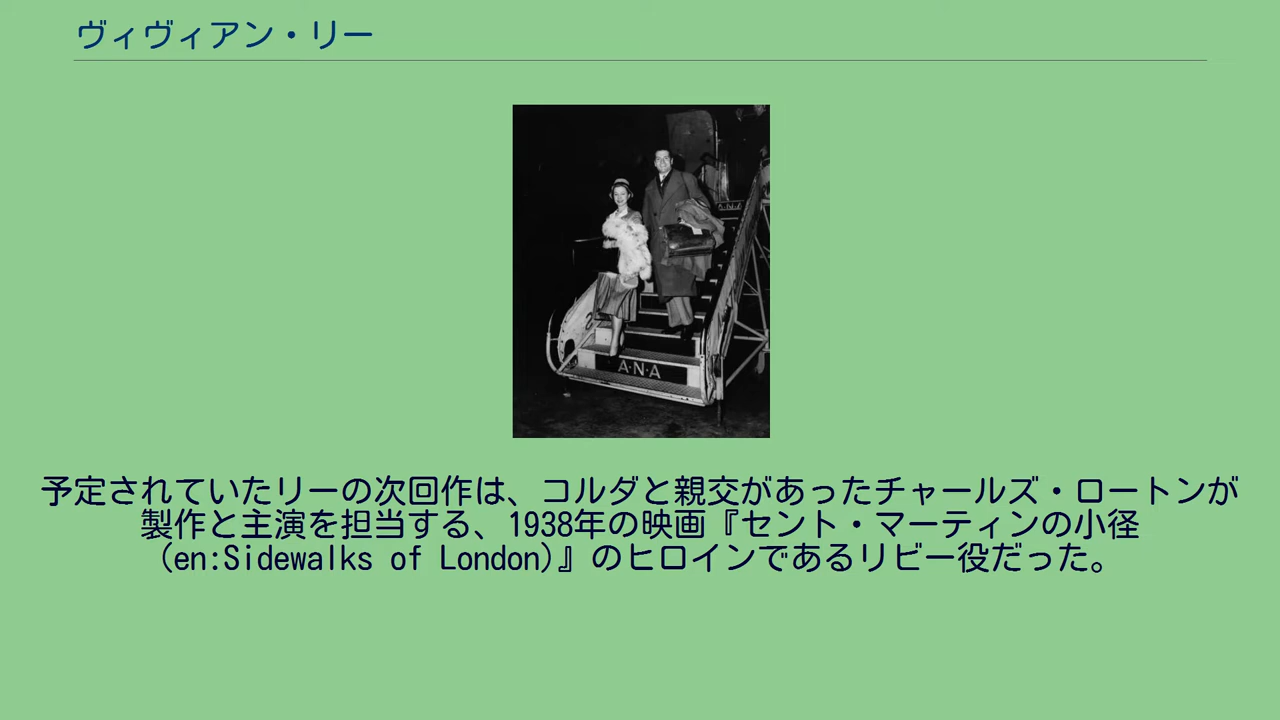 ヴィヴィアン・リー
A·N·A
A·N·A
予定されていたリーの次回作は、コルダと親交があったチャールズ・ロートンが
製作と主演を担当する、1938年の映画『セント・マーティンの小径
(en:Sidewalks of London)』のヒロインであるリビー役だった。